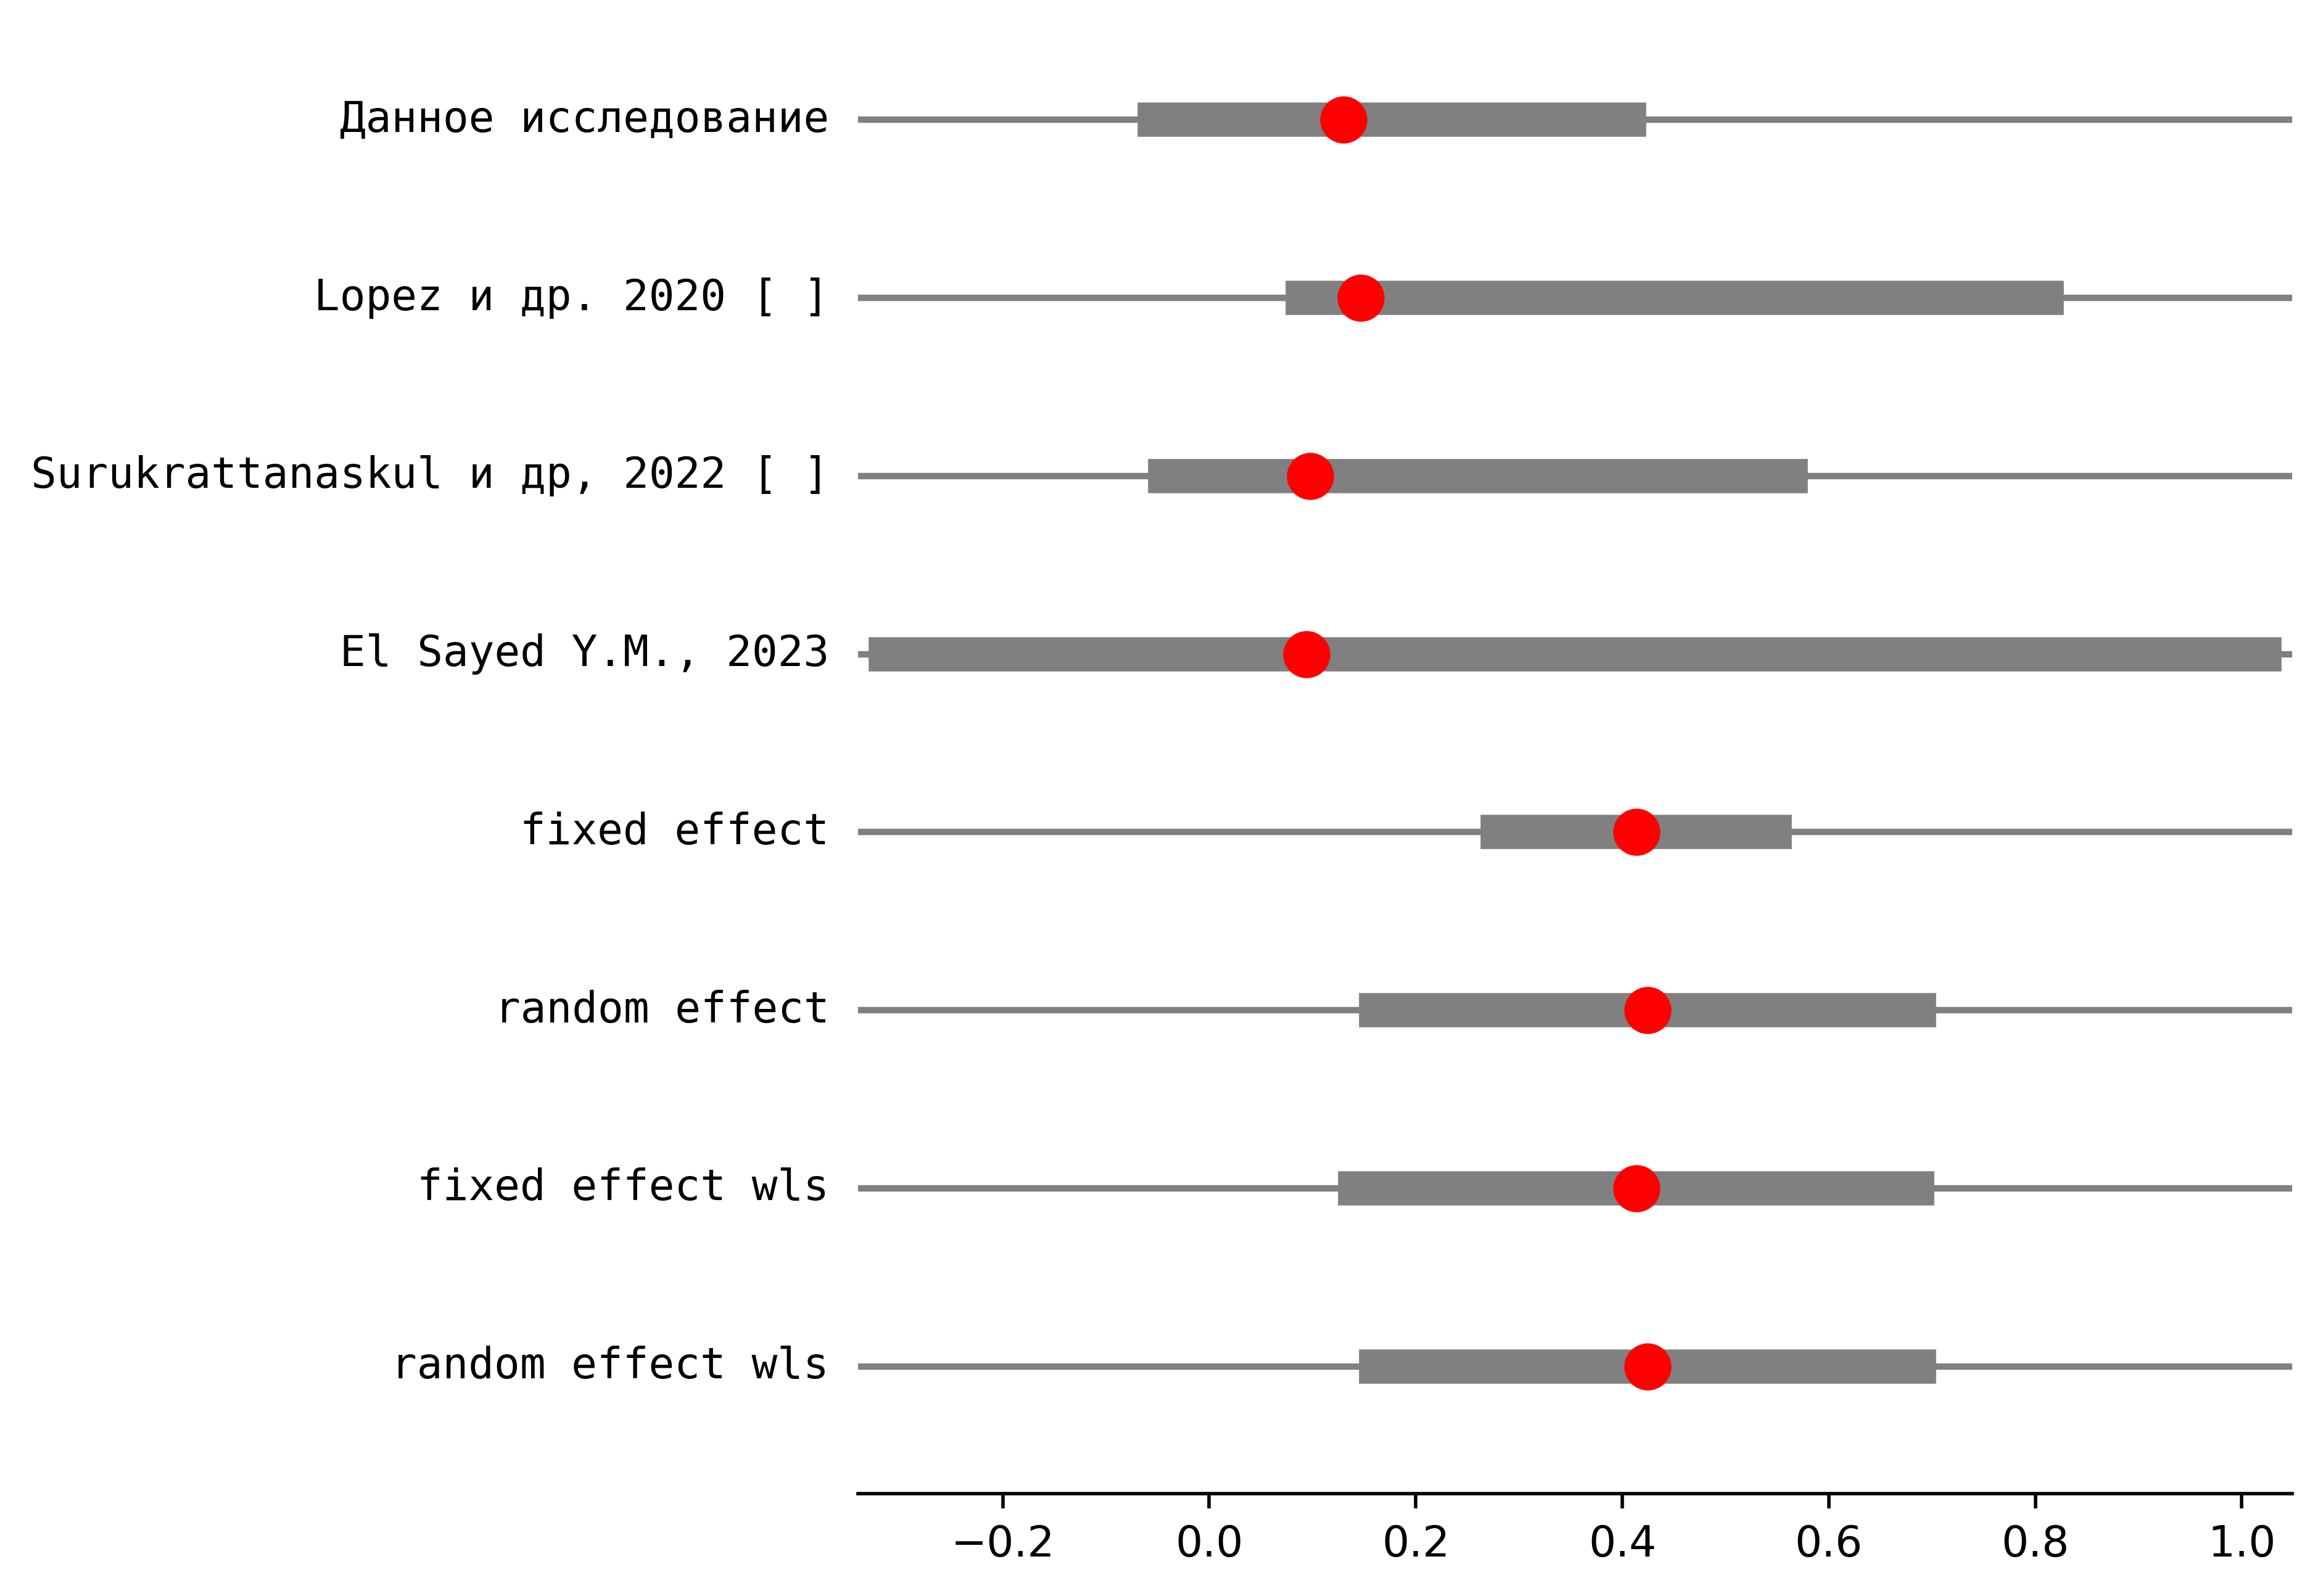 Данное исследование
Lopez и др. 2020 [ ]
Surukrattanaskul и др, 2022 [ ]
El Sayed Y.M., 2023
fixed effect
random effect
fixed effect wls
random effect wls
−0.2 0.0 0.2 0.4 0.6 0.8 1.0